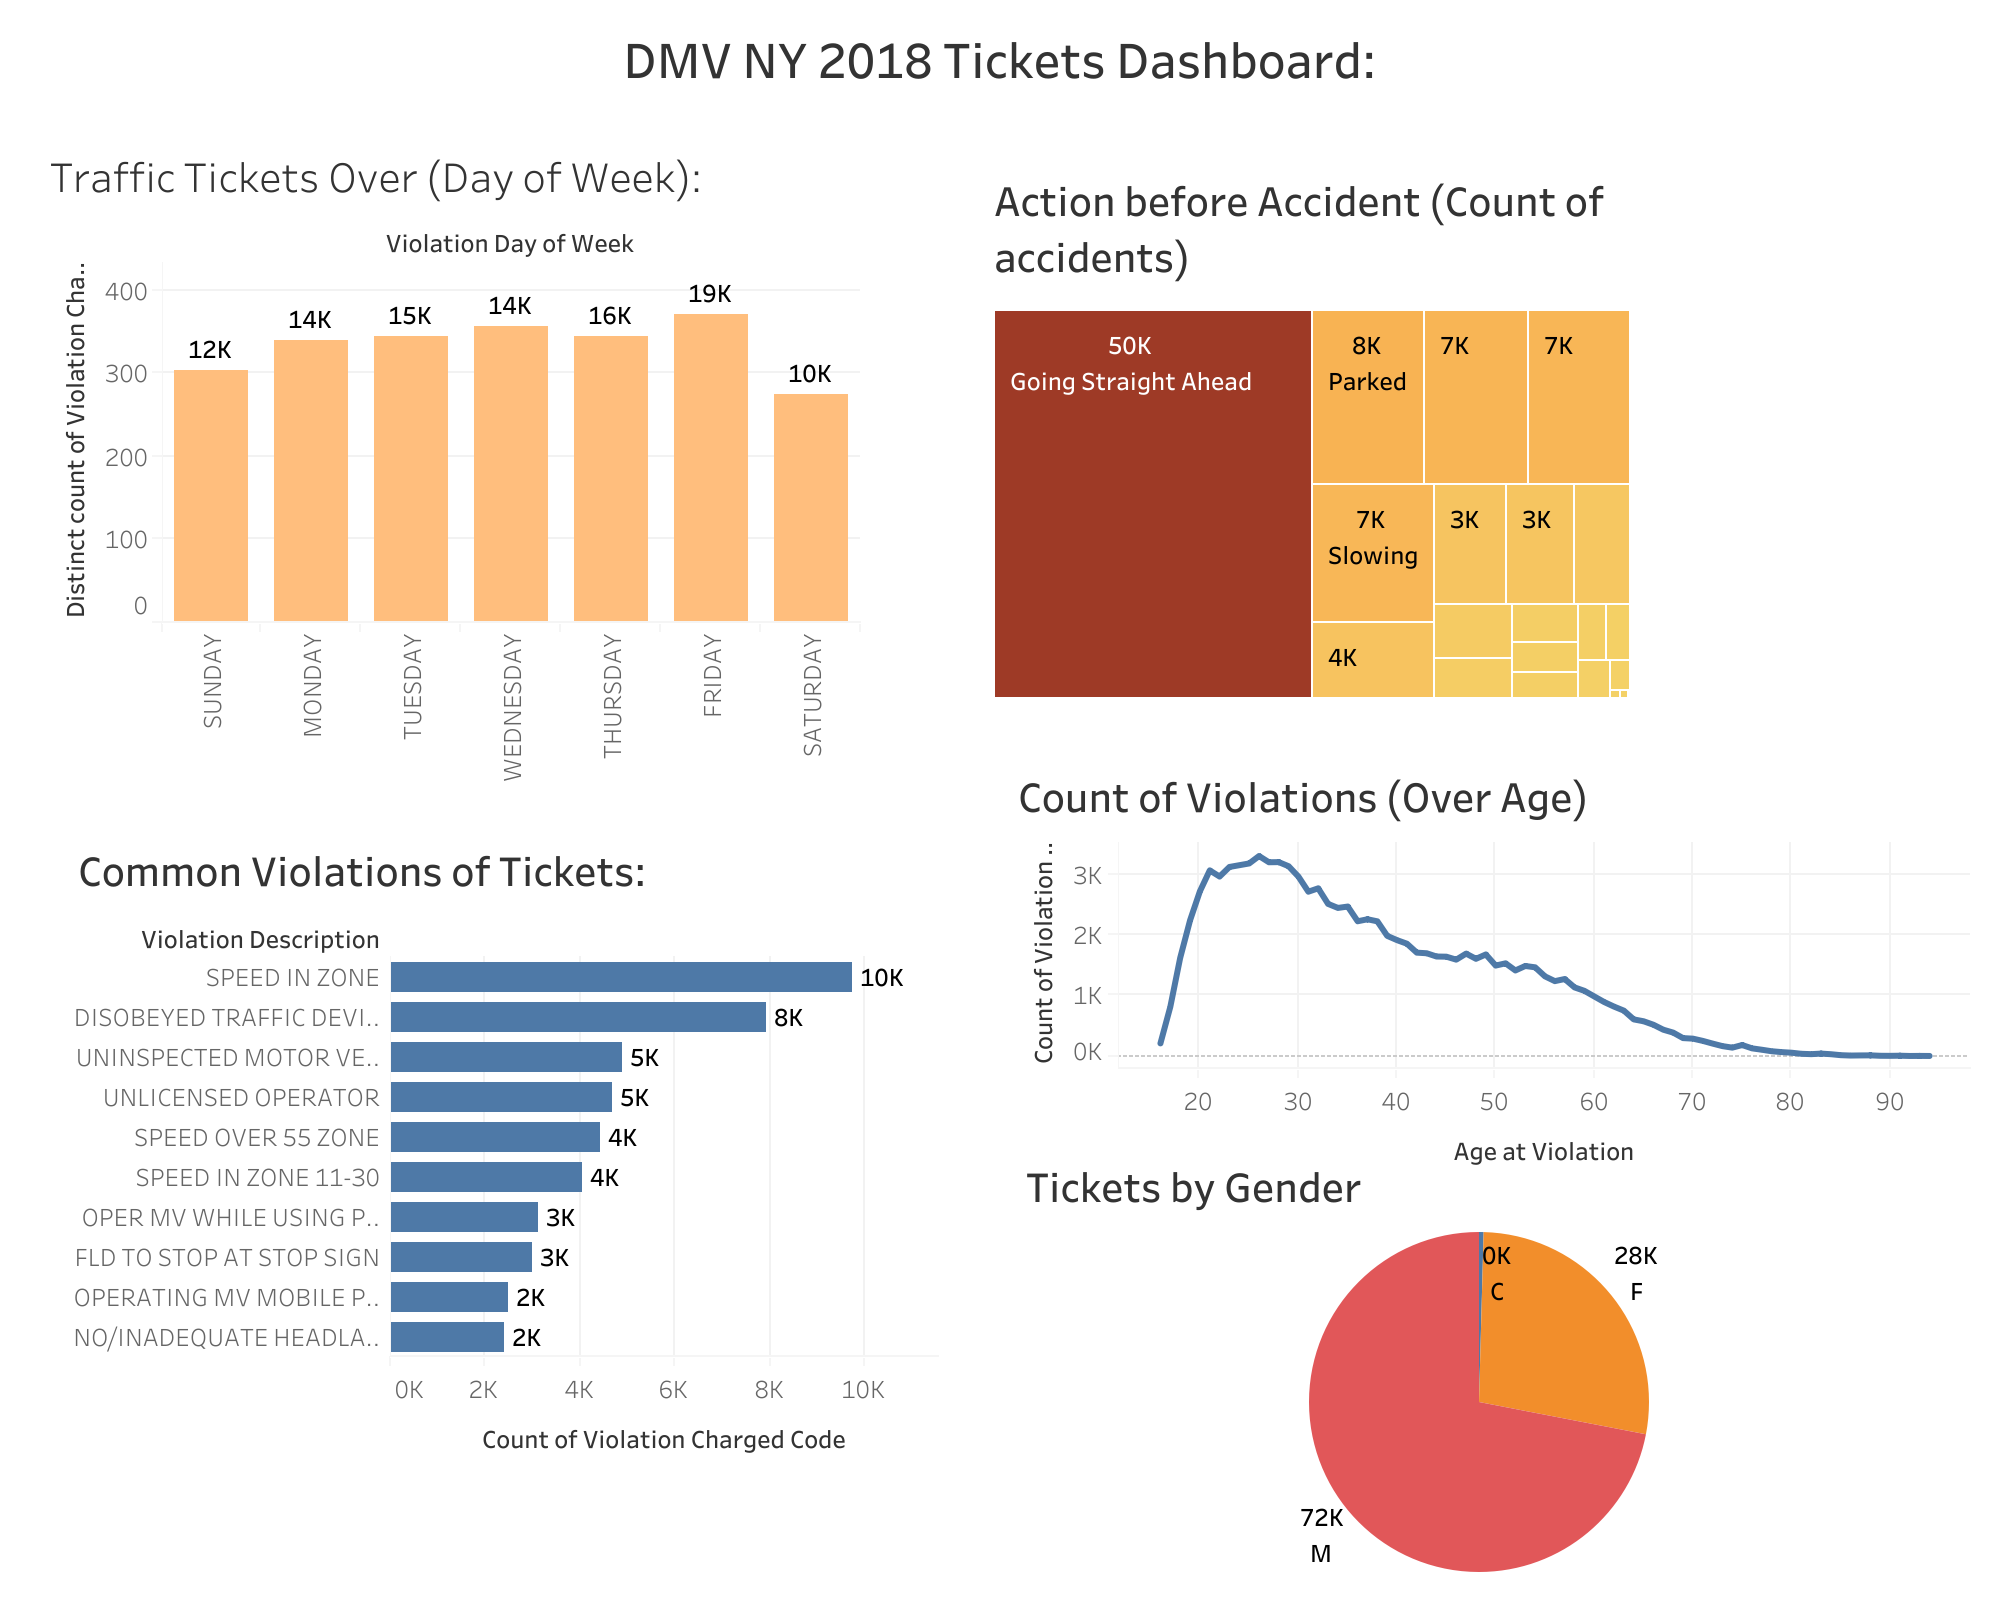 DMV NY 2018 Tickets Dashboard:
Traffic Tickets Over (Day of Week):
Violation Day of Week
Distinct count of Violation Cha..
400
300
200
100
0
12K
14K
15K
14K
16K
19K
10K
SUNDAY
MONDAY
TUESDAY
WEDNESDAY
THURSDAY
FRIDAY
SATURDAY
Action before Accident (Count of
accidents)
50K
Going Straight Ahead
8K
Parked
7K
7K
7K
Slowing
3K
3K
4K
Common Violations of Tickets:
Violation Description
SPEED IN ZONE 10K
DISOBEYED TRAFFIC DEVI.. 8K
UNINSPECTED MOTOR VE.. 5K
UNLICENSED OPERATOR 5K
SPEED OVER 55 ZONE 4K
SPEED IN ZONE 11-30 4K
OPER MV WHILE USING P.. 3K
FLD TO STOP AT STOP SIGN 3K
OPERATING MV MOBILE P.. 2K
NO/INADEQUATE HEADLA.. 2K
0K 2K 4K 6K 8K 10K
Count of Violation Charged Code
Count of Violations (Over Age)
Count of Violation ..
3K
2K
1K
0K
20 30 40 50 60 70 80 90
Age at Violation
Tickets by Gender
0K
C
28K
F
72K
M